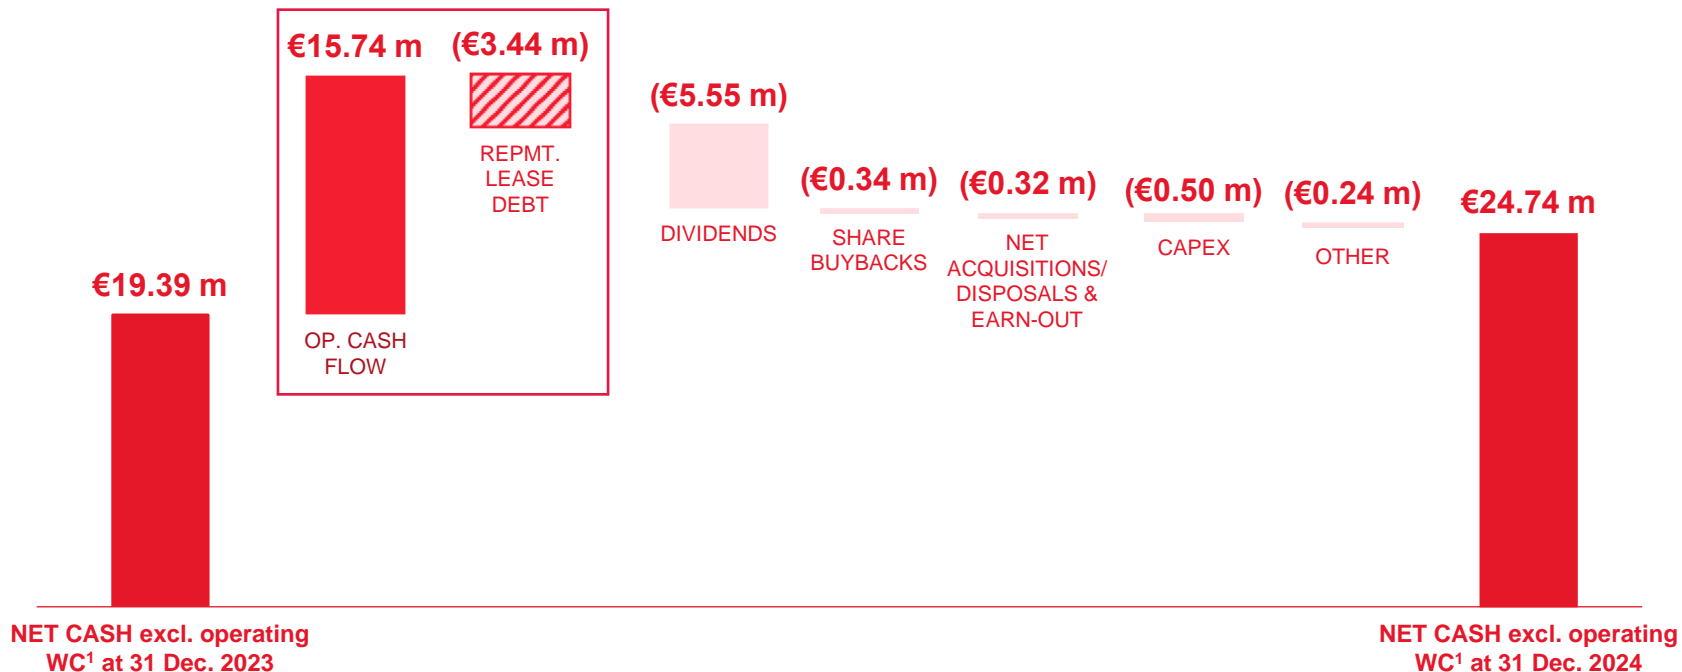 €15.74 m
(€3.44 m)
REPMT.
LEASE
DEBT
OP. CASH
FLOW
(€5.55 m)
DIVIDENDS
(€0.34 m)
SHARE
BUYBACKS
(€0.32 m)
NET
ACQUISITIONS/
DISPOSALS &
EARN-OUT
(€0.50 m)
CAPEX
(€0.24 m)
OTHER
€24.74 m
€19.39 m
NET CASH excl. operating
WC¹ at 31 Dec. 2023
NET CASH excl. operating
WC¹ at 31 Dec. 2024